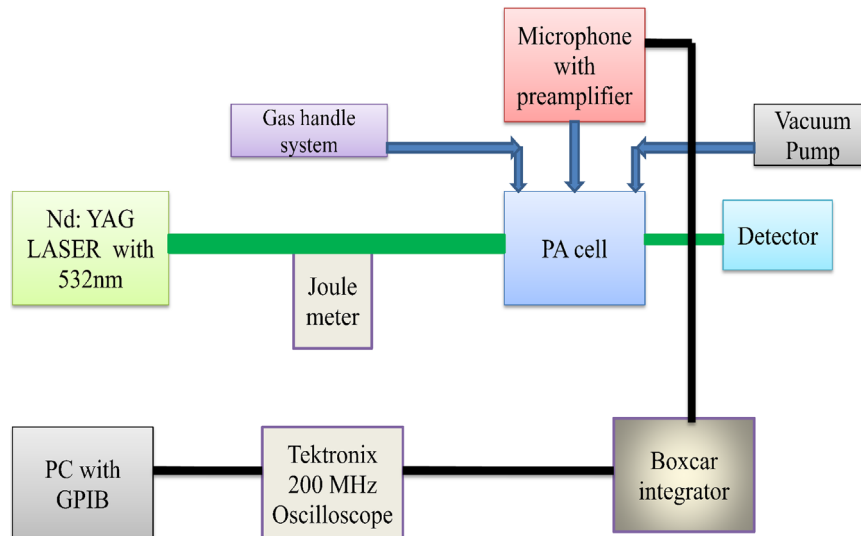 Microphone
with
preamplifier
Gas handle
system
Vacuum
Pump
Nd: YAG
LASER with
532nm
PA cell
Detector
Joule
meter
PC with
GPIB
Tektronix
200 MHz
Oscilloscope
Boxcar
integrator